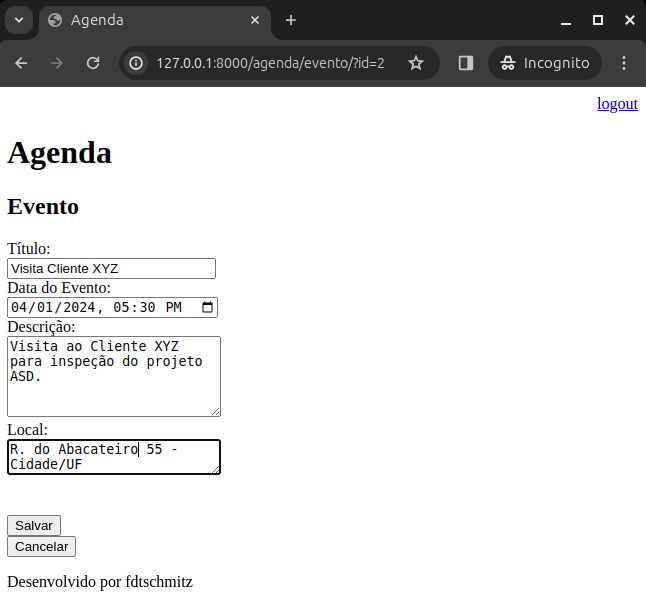 Agenda
127.0.0.1:8000/agenda/evento/?id=2
Incognito
logout
Agenda
Evento
Título:
Visita Cliente XYZ
Data do Evento:
04/01/2024, 05:30 PM
Descrição:
Visita ao Cliente XYZ
para inspeção do projeto
ASD.
Local:
R. do Abacateiro 55 -
Cidade/UF
Salvar
Cancelar
Desenvolvido por fdtschmitz